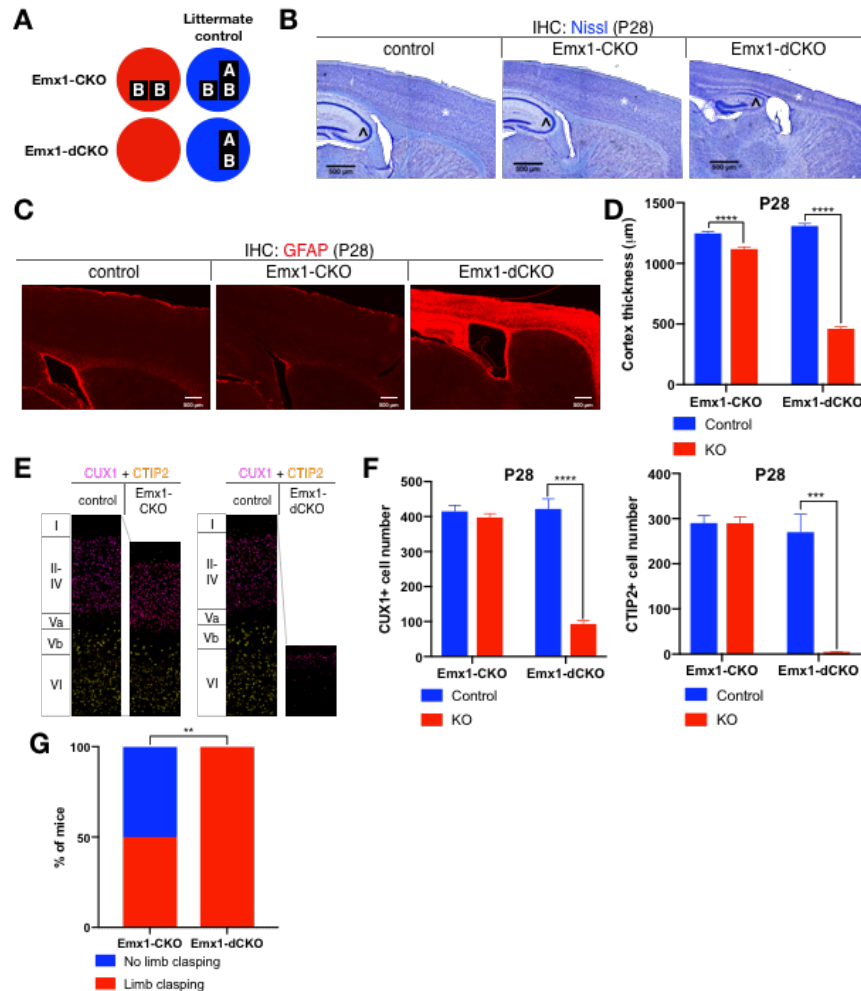 A
Littermate
control
Emx1-CKO
B B
A
B B
Emx1-dCKO
A
B
B
IHC: Nissl (P28)
control
Emx1-CKO
Emx1-dCKO
*
^
500 µm
*
^
500 µm
*
^
500 µm
C
IHC: GFAP (P28)
control
Emx1-CKO
Emx1-dCKO
500 µm
500 µm
500 µm
D
P28
****
****
Cortex thickness (µm)
1500
1000
500
0
Emx1-CKO
Emx1-dCKO
Control
KO
E
CUX1 + CTIP2
control
Emx1-
CKO
CUX1 + CTIP2
control
Emx1-
dCKO
I
II-
IV
Va
Vb
VI
I
II-
IV
Va
Vb
VI
F
P28
****
CUX1+ cell number
500
400
300
200
100
0
Emx1-CKO
Emx1-dCKO
Control
KO
P28
***
CTIP2+ cell number
400
300
200
100
0
Emx1-CKO
Emx1-dCKO
Control
KO
G
**
% of mice
100
50
0
Emx1-CKO
Emx1-dCKO
No limb clasping
Limb clasping